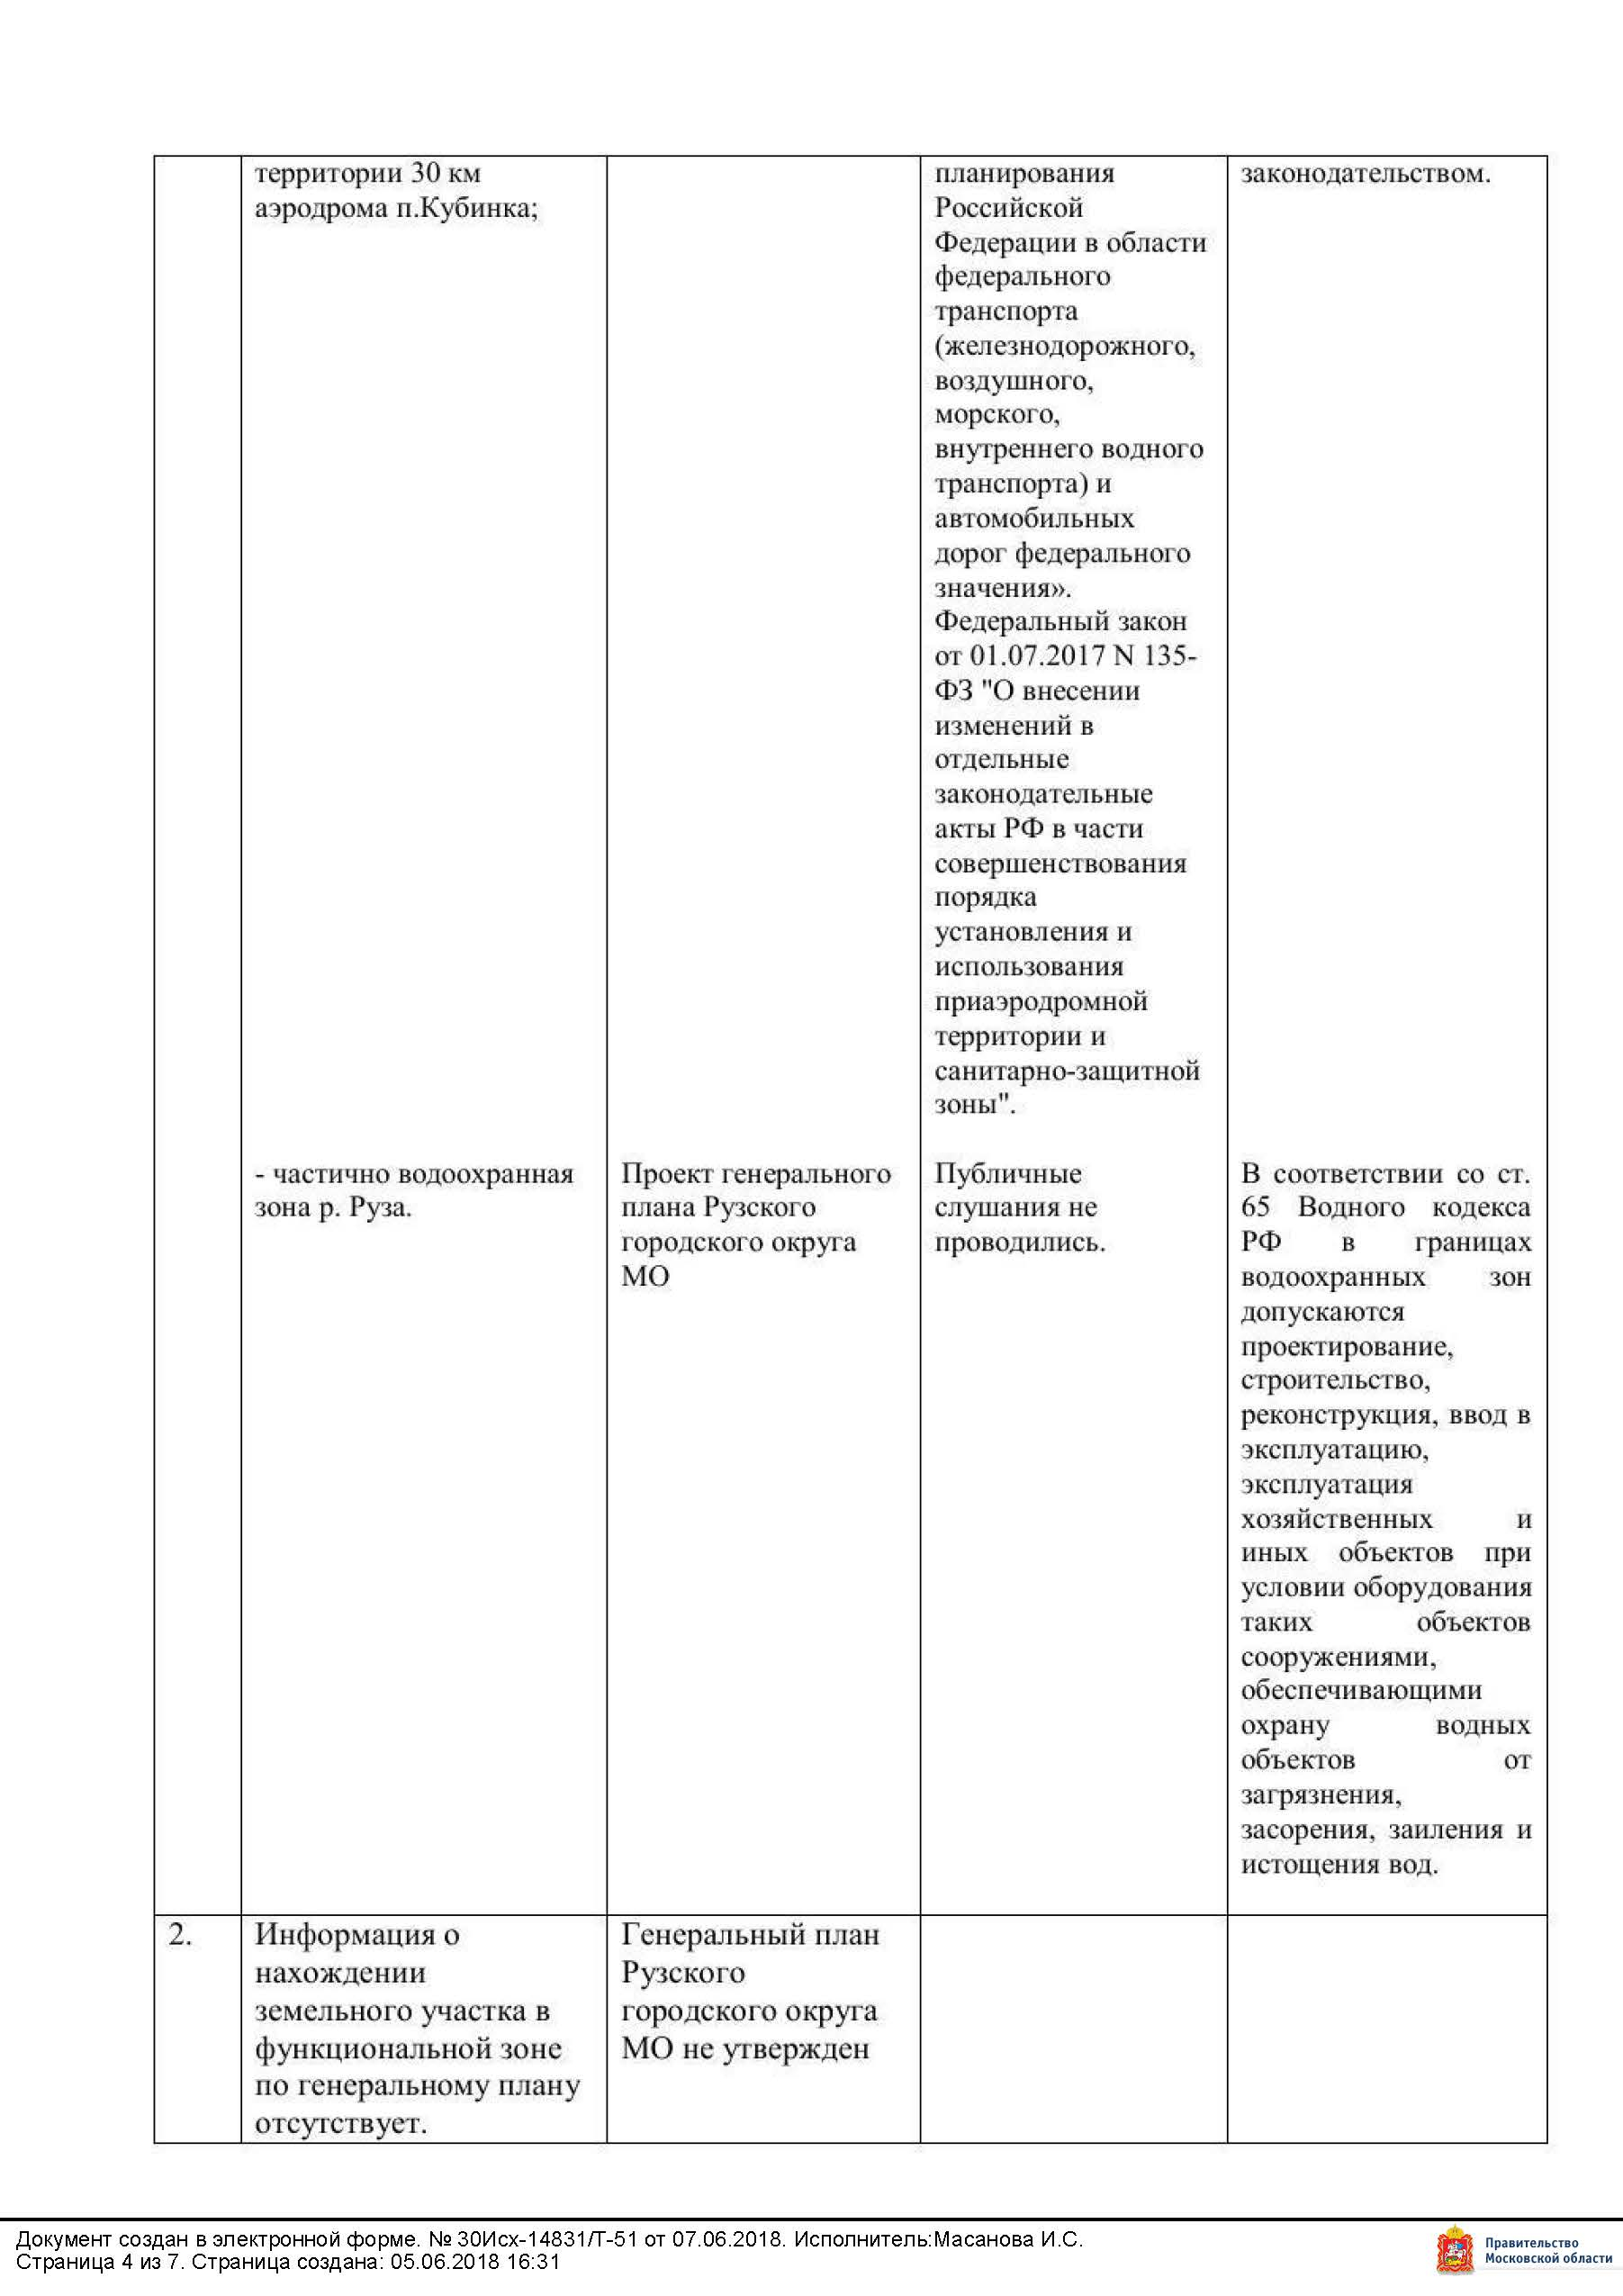 территории 30 км
аэродрома п.Кубинка;
планирования
Российской
Федерации в области
федерального
транспорта
(железнодорожного,
воздушного,
морского,
внутреннего водного
транспорта) и
автомобильных
дорог федерального
значения».
Федеральный закон
от 01.07.2017 N 135-
ФЗ "О внесении
изменений в
отдельные
законодательные
акты РФ в части
совершенствования
порядка
установления и
использования
приаэродромной
территории и
санитарно-защитной
зоны".
законодательством.
- частично водоохранная
зона р. Руза.
Проект генерального
плана Рузского
городского округа
МО
Публичные
слушания не
проводились.
В соответствии со ст.
65 Водного кодекса
РФ в границах
водоохранных зон
допускаются
проектирование,
строительство,
реконструкция, ввод в
эксплуатацию,
эксплуатация
хозяйственных и
иных объектов при
условии оборудования
таких объектов
сооружениями,
обеспечивающими
охрану водных
объектов от
загрязнения,
засорения, заиления и
истощения вод.
2.
Информация о
нахождении
земельного участка в
функциональной зоне
по генеральному плану
отсутствует.
Генеральный план
Рузского
городского округа
МО не утвержден
Документ создан в электронной форме. № 30Исх-14831/Т-51 от 07.06.2018. Исполнитель:Масанова И.С.
Страница 4 из 7. Страница создана: 05.06.2018 16:31
Правительство
Московской области